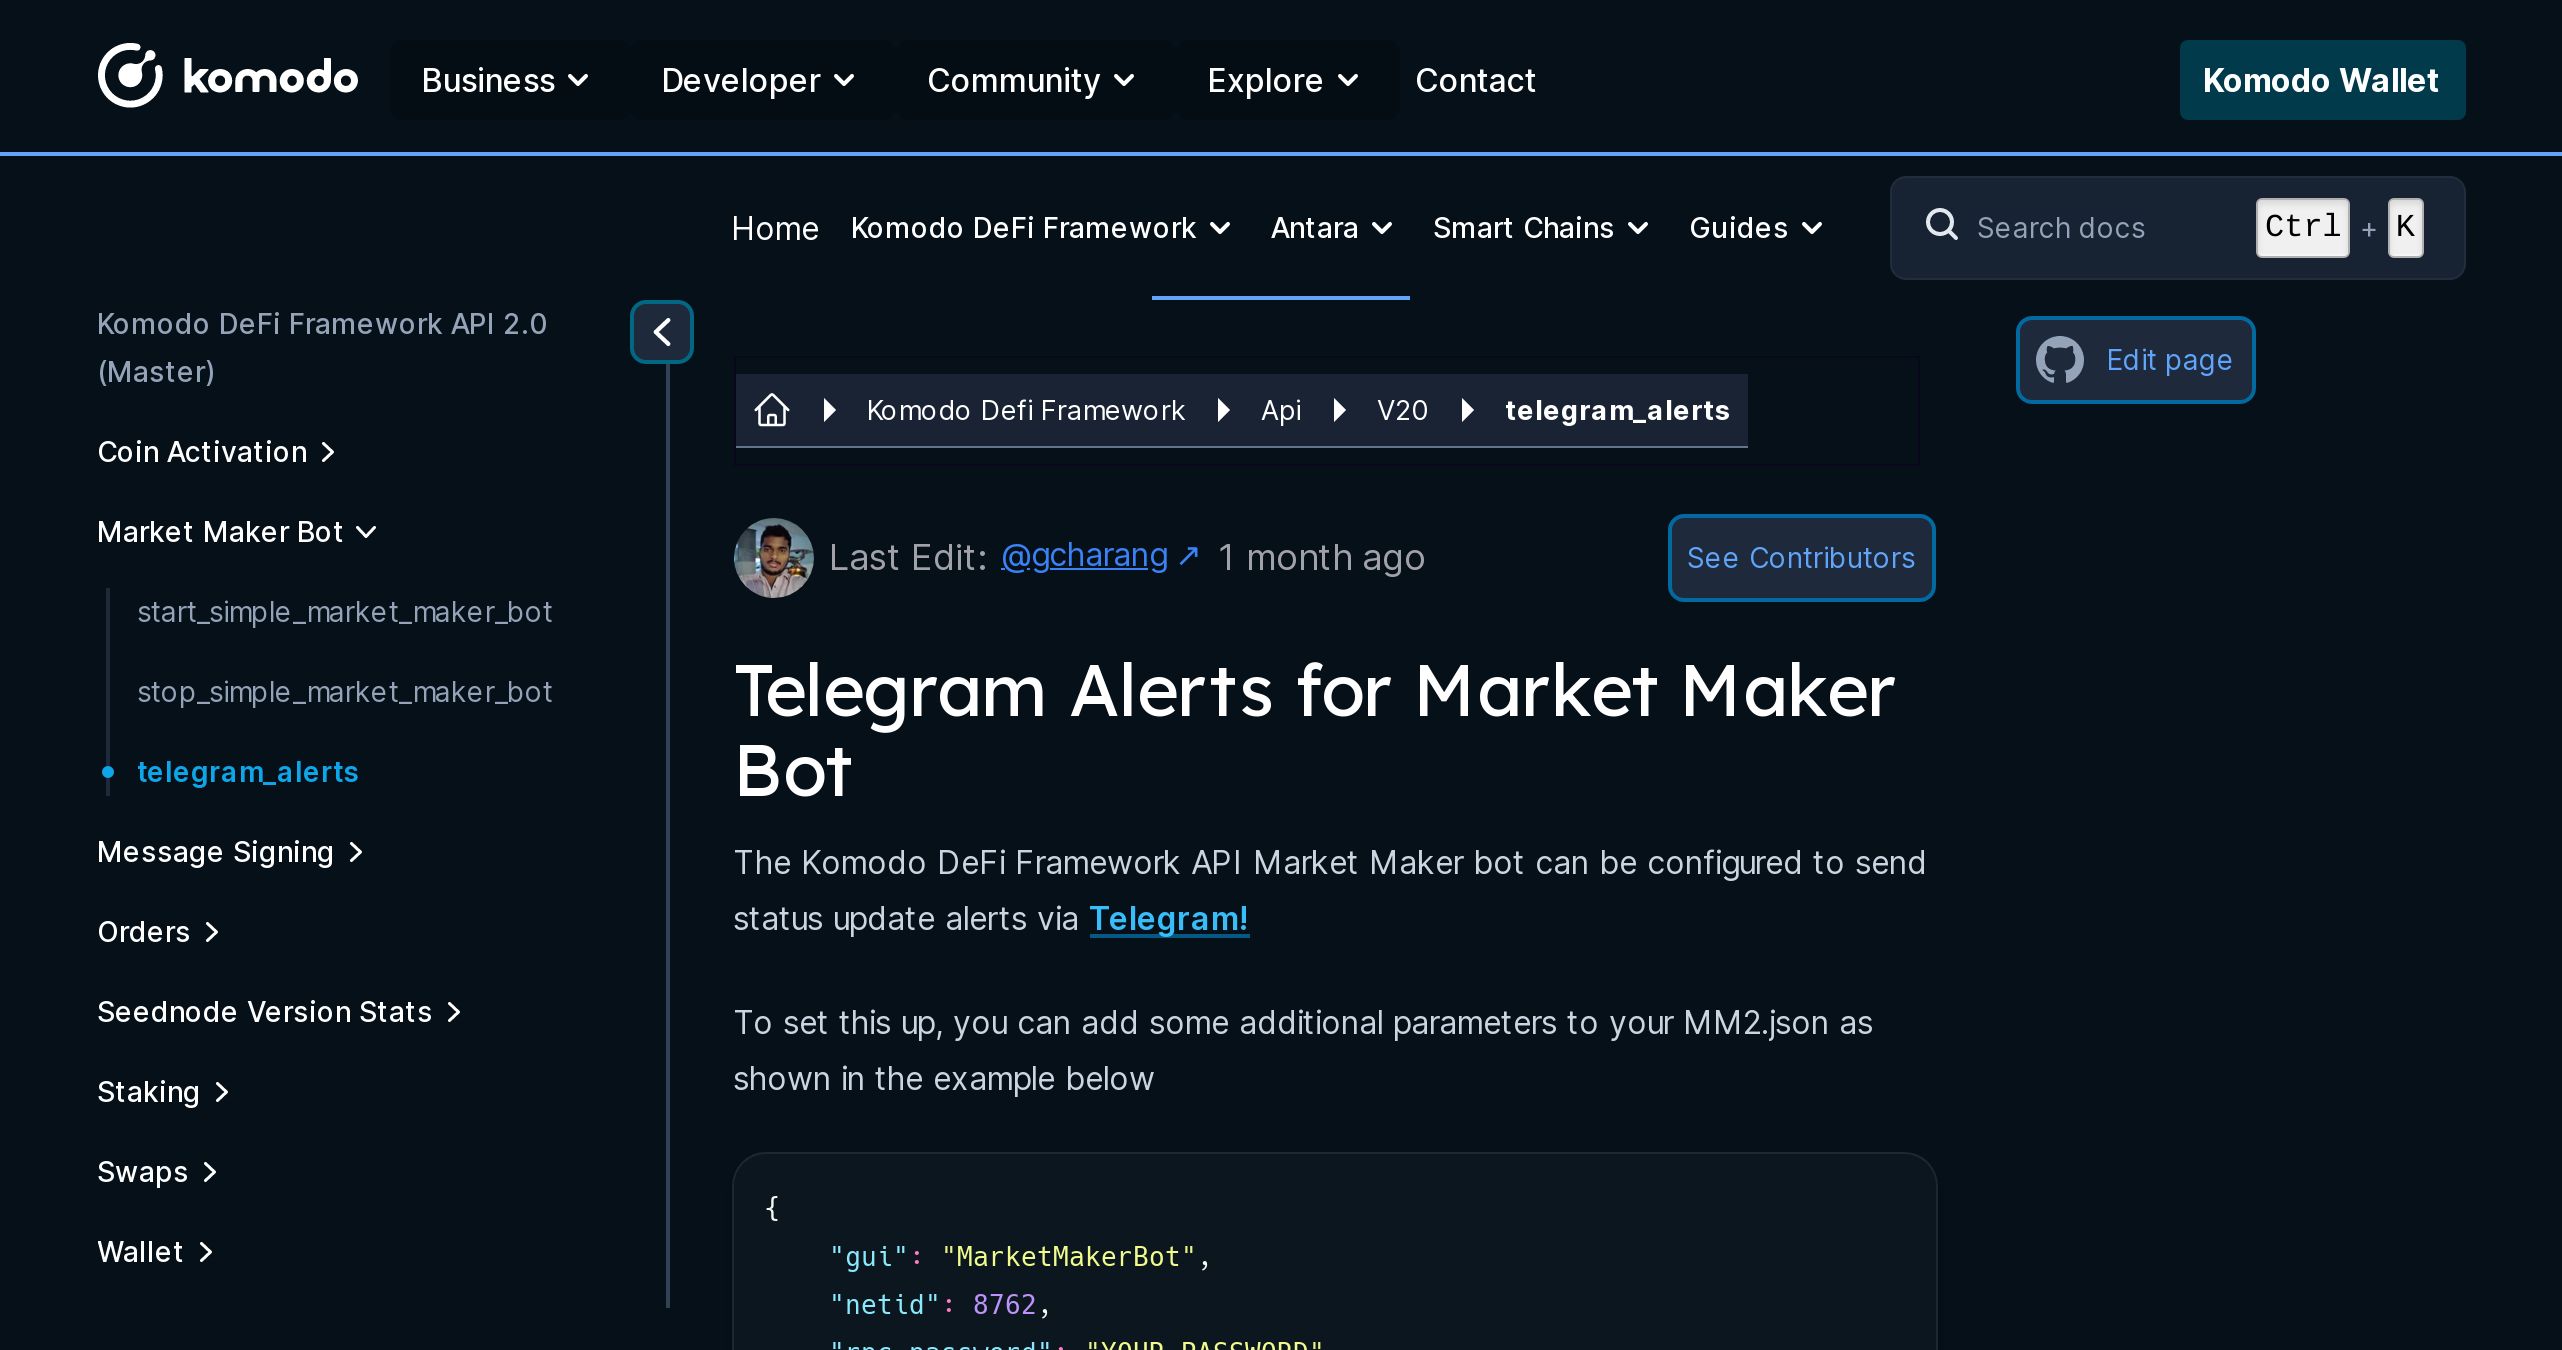 komodo Business Developer Community Explore Contact Komodo Wallet
Home Komodo DeFi Framework Antara Smart Chains Guides Search docs Ctrl + K
Komodo DeFi Framework API 2.0
(Master)
Coin Activation
Market Maker Bot
start_simple_market_maker_bot
stop_simple_market_maker_bot
telegram_alerts
Message Signing
Orders
Seednode Version Stats
Staking
Swaps
Wallet
Komodo Defi Framework Api V20 telegram_alerts
Edit page
Last Edit: @gcharang ↗ 1 month ago
See Contributors
Telegram Alerts for Market Maker
Bot
The Komodo DeFi Framework API Market Maker bot can be configured to send
status update alerts via Telegram!
To set this up, you can add some additional parameters to your MM2.json as
shown in the example below
{
"gui": "MarketMakerBot",
"netid": 8762,
"rpc_password": "YOUR_PASSWORD"